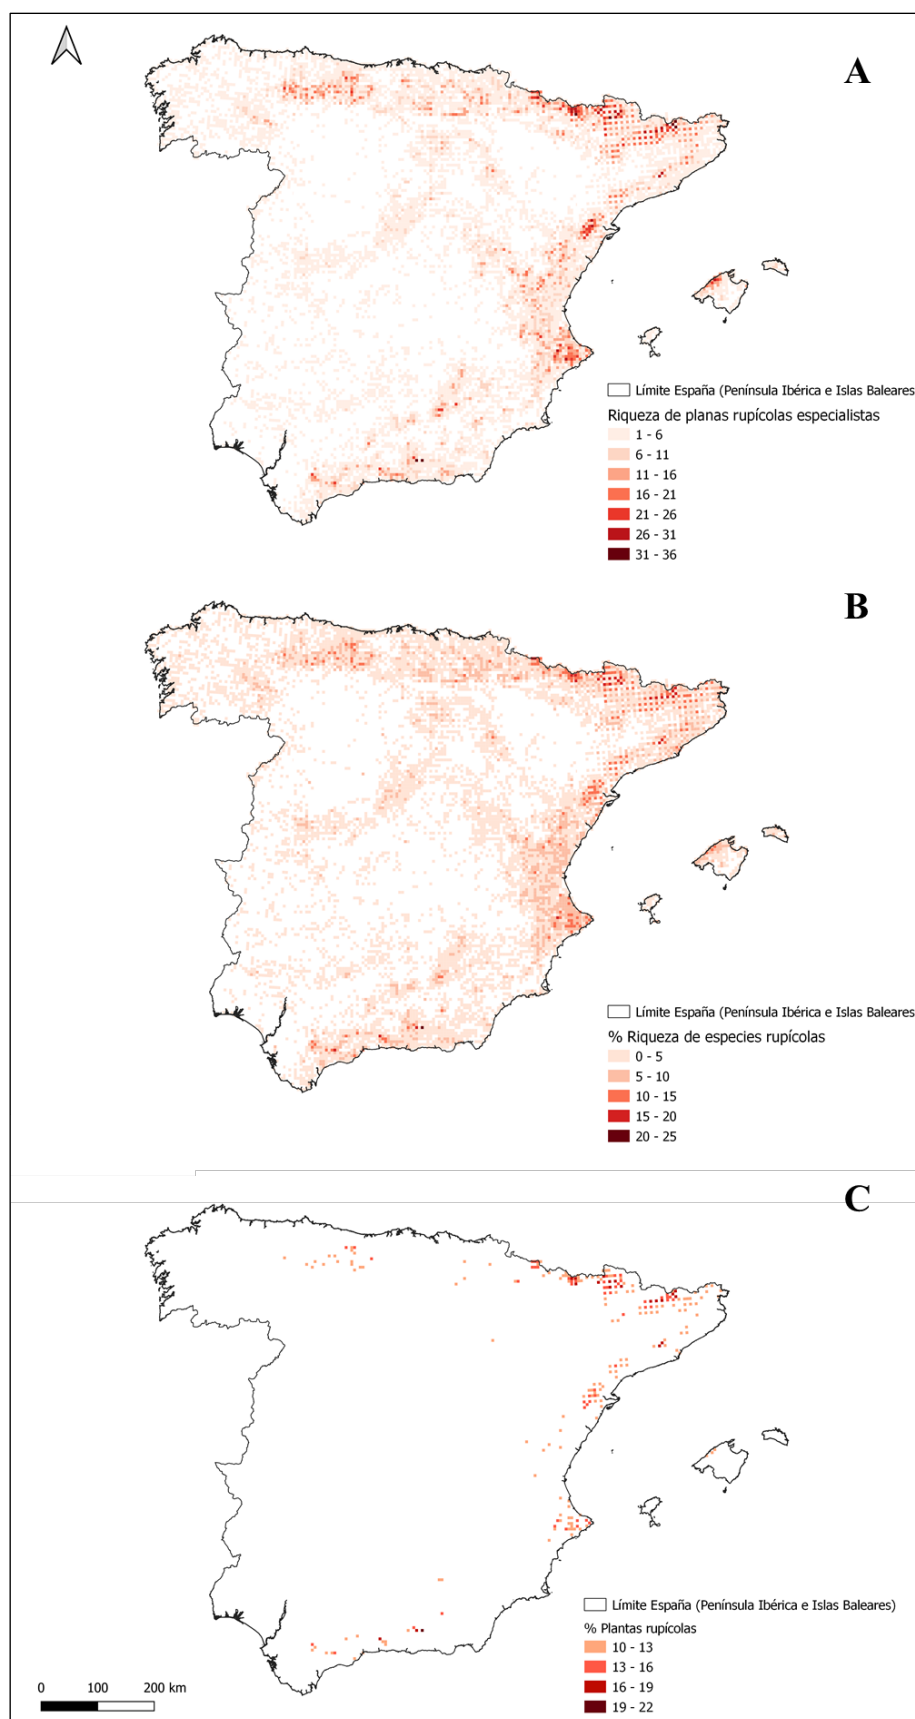 A
Límite España (Península Ibérica e Islas Baleares
Riqueza de planas rupícolas especialistas
1 - 6
6 - 11
11 - 16
16 - 21
21 - 26
26 - 31
31 - 36
B
Límite España (Península Ibérica e Islas Baleares
% Riqueza de especies rupícolas
0 - 5
5 - 10
10 - 15
15 - 20
20 - 25
C
Límite España (Península Ibérica e Islas Baleares)
% Plantas rupícolas
10 - 13
13 - 16
16 - 19
19 - 22
0 100 200 km